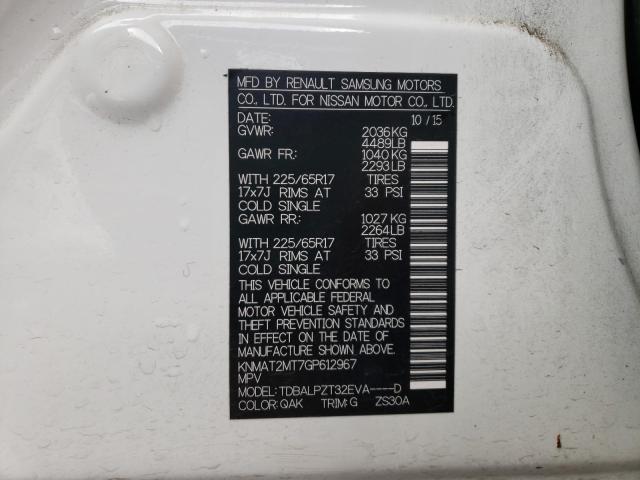 MFD BY RENAULT SAMSUNG MOTORS
CO., LTD. FOR NISSAN MOTOR CO., LTD.
DATE: 10 / 15
GVWR: 2036KG
4489LB
GAWR FR: 1040 KG
2293 LB
WITH 225/65R17 TIRES
17x7J RIMS AT 33 PSI
COLD SINGLE
GAWR RR: 1027 KG
2264LB
WITH 225/65R17 TIRES
17x7J RIMS AT 33 PSI
COLD SINGLE
THIS VEHICLE CONFORMS TO
ALL APPLICABLE FEDERAL
MOTOR VEHICLE SAFETY AND
THEFT PREVENTION STANDARDS
IN EFFECT ON THE DATE OF
MANUFACTURE SHOWN ABOVE.
KNMAT2MT7GP612967
MPV
MODEL: TDBALPZT32EVA----D
COLOR: QAK TRIM: G ZS30A